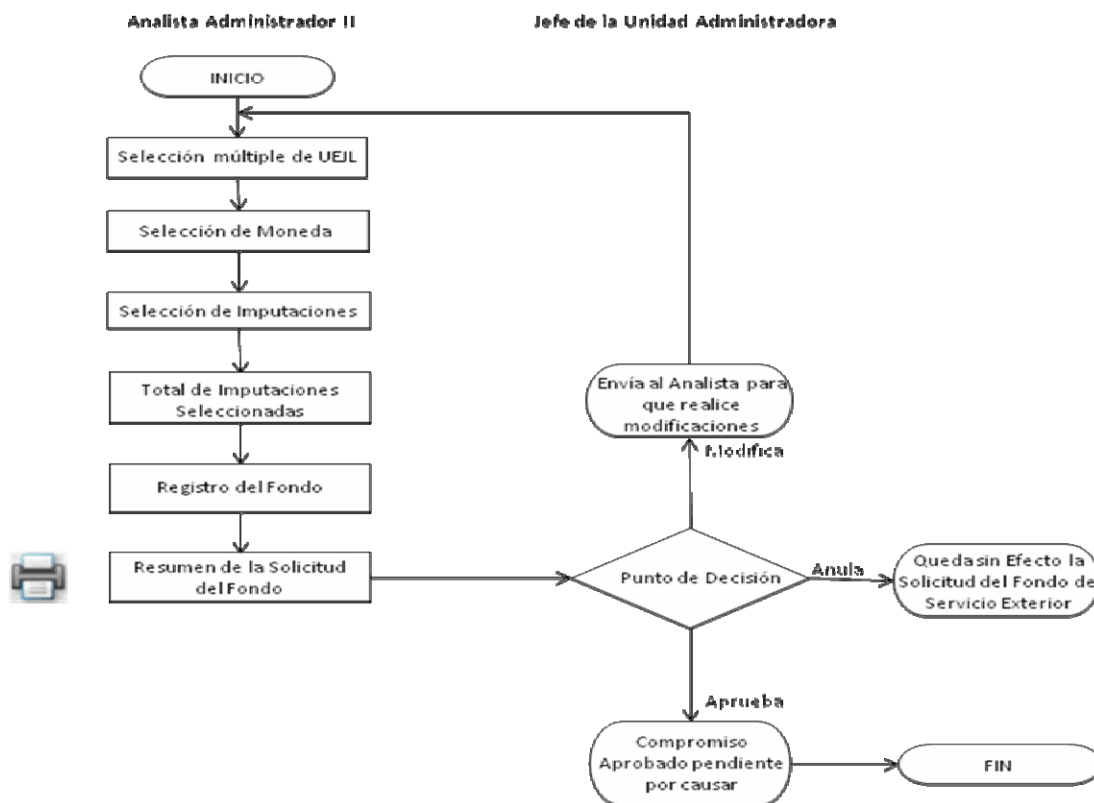 Analista Administrador II
Jefe de la Unidad Administradora
INICIO
Selección múltiple de UEJL
Selección de Moneda
Selección de Imputaciones
Total de Imputaciones
Seleccionadas
Registro del Fondo
Resumen de la Solicitud
del Fondo
Envía al Analista para
que realice
modificaciones
Modifica
Punto de Decisión
Anula
Queda sin Efecto la
Solicitud del Fondo de
Servicio Exterior
Aprueba
Compromiso
Aprobado pendiente
por causar
FIN